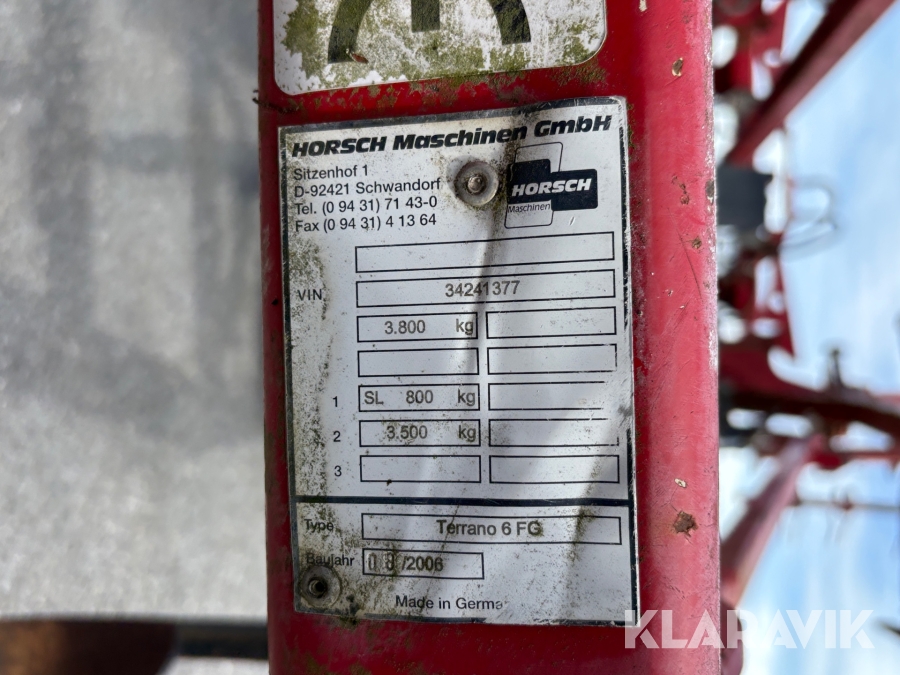 CE
HORSCH Maschinen GmbH
Sitzenhof 1
D-92421 Schwandorf
Tel. (0 94 31) 71 43-0
Fax (0 94 31) 4 13 64
HORSCH
Maschinen
VIN
34241377
3.800 kg
1 SL 800 kg
2 3.500 kg
3
Type Terrano 6 FG
Baujahr 08/2006
Made in Germa
KLARAVIK